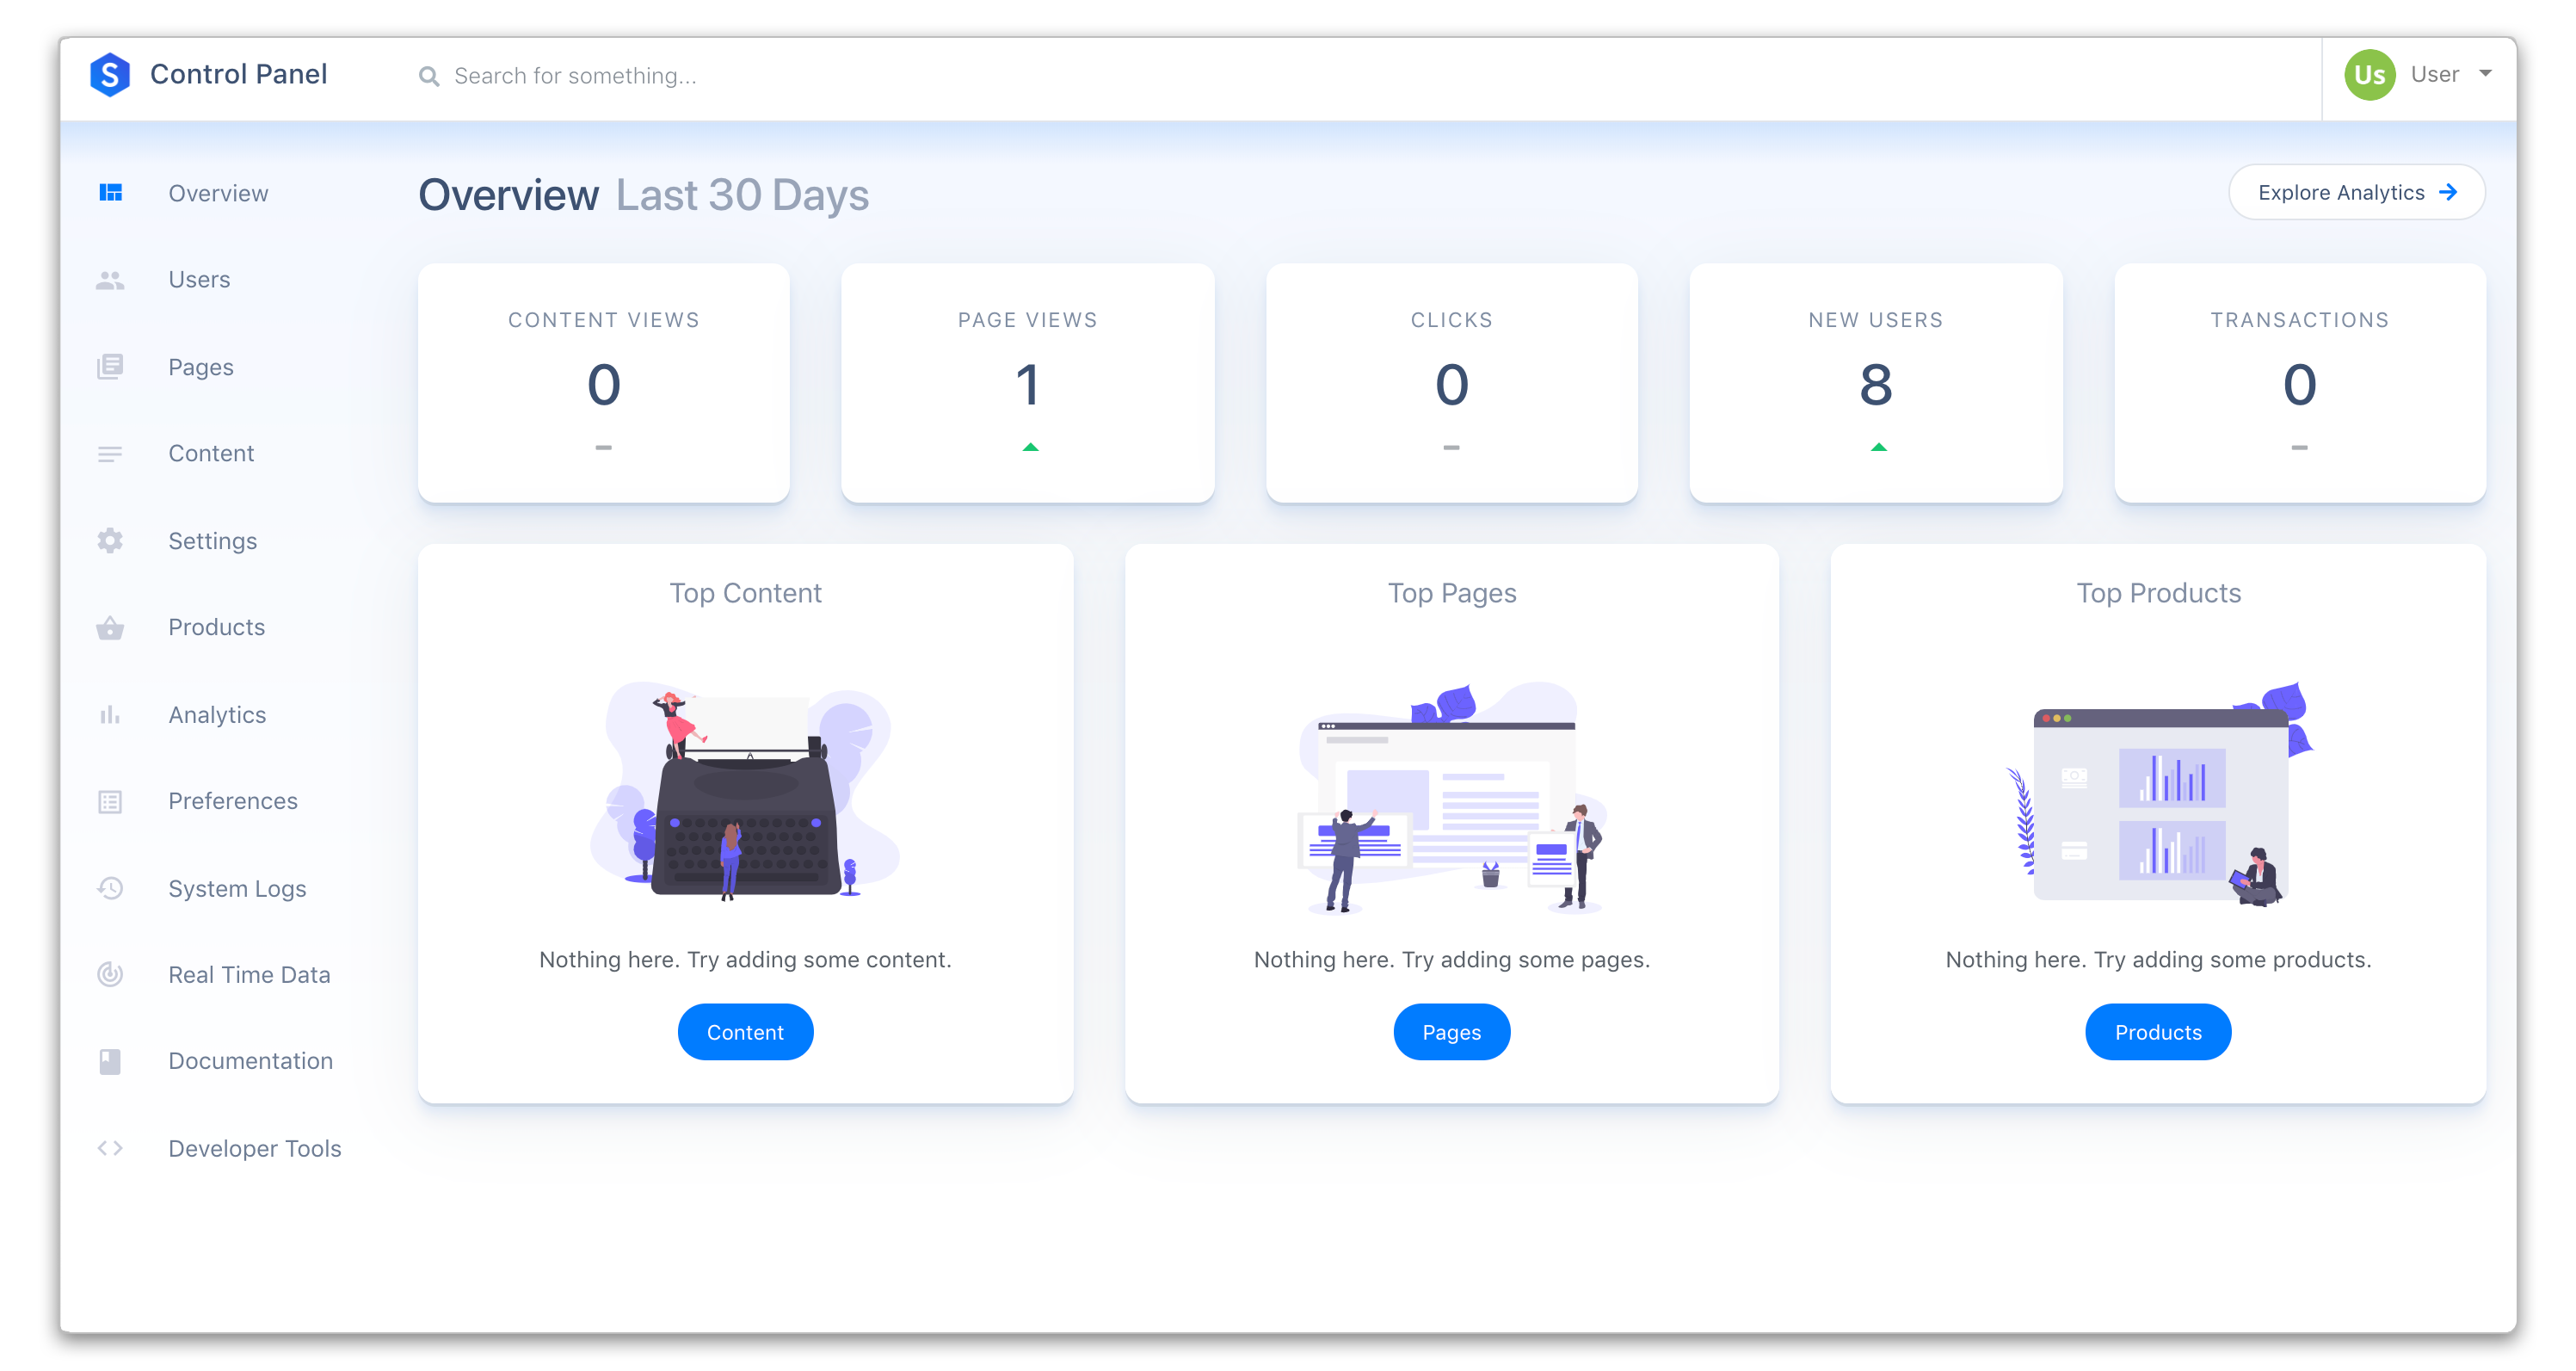 S Control Panel
Search for something...
Us User
Overview
Users
Pages
Content
Settings
Products
Analytics
Preferences
System Logs
Real Time Data
Documentation
Developer Tools
Overview Last 30 Days
Explore Analytics
CONTENT VIEWS
0
PAGE VIEWS
1
CLICKS
0
NEW USERS
8
TRANSACTIONS
0
Top Content
Nothing here. Try adding some content.
Content
Top Pages
Nothing here. Try adding some pages.
Pages
Top Products
Nothing here. Try adding some products.
Products